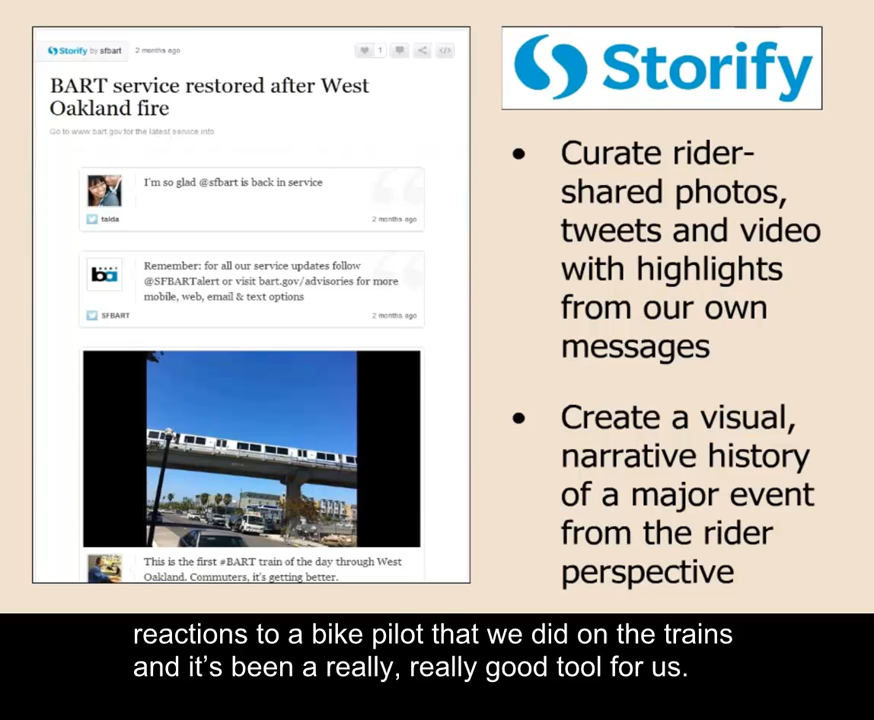 Storify by sfbart 2 months ago
1
BART service restored after West
Oakland fire
Go to www.bart.gov for the latest service info
I'm so glad @sfbart is back in service
talda
2 months ago
Remember: for all our service updates follow
@SFBARTalert or visit bart.gov/advisories for more
mobile, web, email & text options
SFBART
2 months ago
This is the first #BART train of the day through West
Oakland. Commuters, it's getting better.
Storify
• Curate rider-
shared photos,
tweets and video
with highlights
from our own
messages
• Create a visual,
narrative history
of a major event
from the rider
perspective
reactions to a bike pilot that we did on the trains
and it’s been a really, really good tool for us.